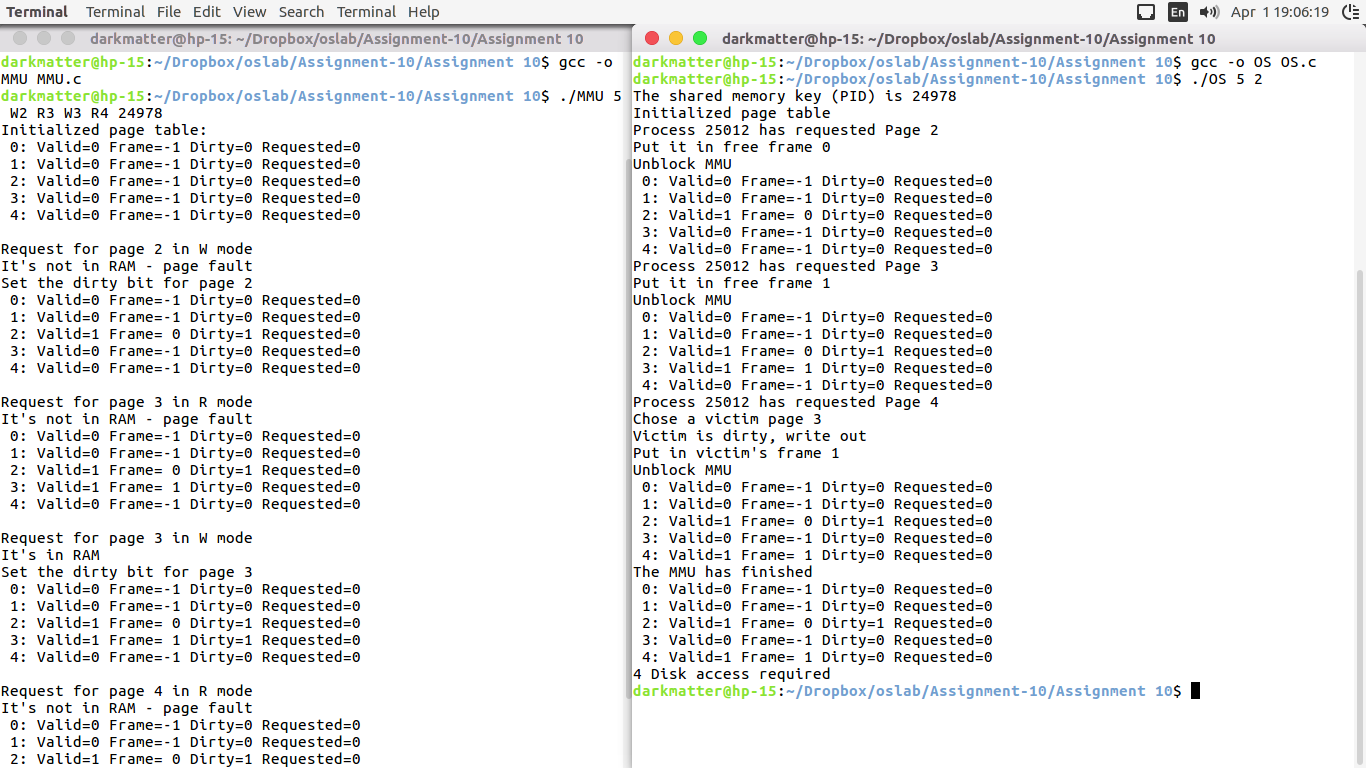 Terminal Terminal File Edit View Search Terminal Help En Apr 1 19:06:19
darkmatter@hp-15: ~/Dropbox/oslab/Assignment-10/Assignment 10
darkmatter@hp-15:~/Dropbox/oslab/Assignment-10/Assignment 10$ gcc -o
MMU MMU.c
darkmatter@hp-15:~/Dropbox/oslab/Assignment-10/Assignment 10$ ./MMU 5
W2 R3 W3 R4 24978
Initialized page table:
0: Valid=0 Frame=-1 Dirty=0 Requested=0
1: Valid=0 Frame=-1 Dirty=0 Requested=0
2: Valid=0 Frame=-1 Dirty=0 Requested=0
3: Valid=0 Frame=-1 Dirty=0 Requested=0
4: Valid=0 Frame=-1 Dirty=0 Requested=0
Request for page 2 in W mode
It's not in RAM - page fault
Set the dirty bit for page 2
0: Valid=0 Frame=-1 Dirty=0 Requested=0
1: Valid=0 Frame=-1 Dirty=0 Requested=0
2: Valid=1 Frame= 0 Dirty=1 Requested=0
3: Valid=0 Frame=-1 Dirty=0 Requested=0
4: Valid=0 Frame=-1 Dirty=0 Requested=0
Request for page 3 in R mode
It's not in RAM - page fault
0: Valid=0 Frame=-1 Dirty=0 Requested=0
1: Valid=0 Frame=-1 Dirty=0 Requested=0
2: Valid=1 Frame= 0 Dirty=1 Requested=0
3: Valid=1 Frame= 1 Dirty=0 Requested=0
4: Valid=0 Frame=-1 Dirty=0 Requested=0
Request for page 3 in W mode
It's in RAM
Set the dirty bit for page 3
0: Valid=0 Frame=-1 Dirty=0 Requested=0
1: Valid=0 Frame=-1 Dirty=0 Requested=0
2: Valid=1 Frame= 0 Dirty=1 Requested=0
3: Valid=1 Frame= 1 Dirty=1 Requested=0
4: Valid=0 Frame=-1 Dirty=0 Requested=0
Request for page 4 in R mode
It's not in RAM - page fault
0: Valid=0 Frame=-1 Dirty=0 Requested=0
1: Valid=0 Frame=-1 Dirty=0 Requested=0
2: Valid=1 Frame= 0 Dirty=1 Requested=0
darkmatter@hp-15: ~/Dropbox/oslab/Assignment-10/Assignment 10
darkmatter@hp-15:~/Dropbox/oslab/Assignment-10/Assignment 10$ gcc -o OS OS.c
darkmatter@hp-15:~/Dropbox/oslab/Assignment-10/Assignment 10$ ./OS 5 2
The shared memory key (PID) is 24978
Initialized page table
Process 25012 has requested Page 2
Put it in free frame 0
Unblock MMU
0: Valid=0 Frame=-1 Dirty=0 Requested=0
1: Valid=0 Frame=-1 Dirty=0 Requested=0
2: Valid=1 Frame= 0 Dirty=0 Requested=0
3: Valid=0 Frame=-1 Dirty=0 Requested=0
4: Valid=0 Frame=-1 Dirty=0 Requested=0
Process 25012 has requested Page 3
Put it in free frame 1
Unblock MMU
0: Valid=0 Frame=-1 Dirty=0 Requested=0
1: Valid=0 Frame=-1 Dirty=0 Requested=0
2: Valid=1 Frame= 0 Dirty=1 Requested=0
3: Valid=1 Frame= 1 Dirty=0 Requested=0
4: Valid=0 Frame=-1 Dirty=0 Requested=0
Process 25012 has requested Page 4
Chose a victim page 3
Victim is dirty, write out
Put in victim's frame 1
Unblock MMU
0: Valid=0 Frame=-1 Dirty=0 Requested=0
1: Valid=0 Frame=-1 Dirty=0 Requested=0
2: Valid=1 Frame= 0 Dirty=1 Requested=0
3: Valid=0 Frame=-1 Dirty=0 Requested=0
4: Valid=1 Frame= 1 Dirty=0 Requested=0
The MMU has finished
0: Valid=0 Frame=-1 Dirty=0 Requested=0
1: Valid=0 Frame=-1 Dirty=0 Requested=0
2: Valid=1 Frame= 0 Dirty=1 Requested=0
3: Valid=0 Frame=-1 Dirty=0 Requested=0
4: Valid=1 Frame= 1 Dirty=0 Requested=0
4 Disk access required
darkmatter@hp-15:~/Dropbox/oslab/Assignment-10/Assignment 10$